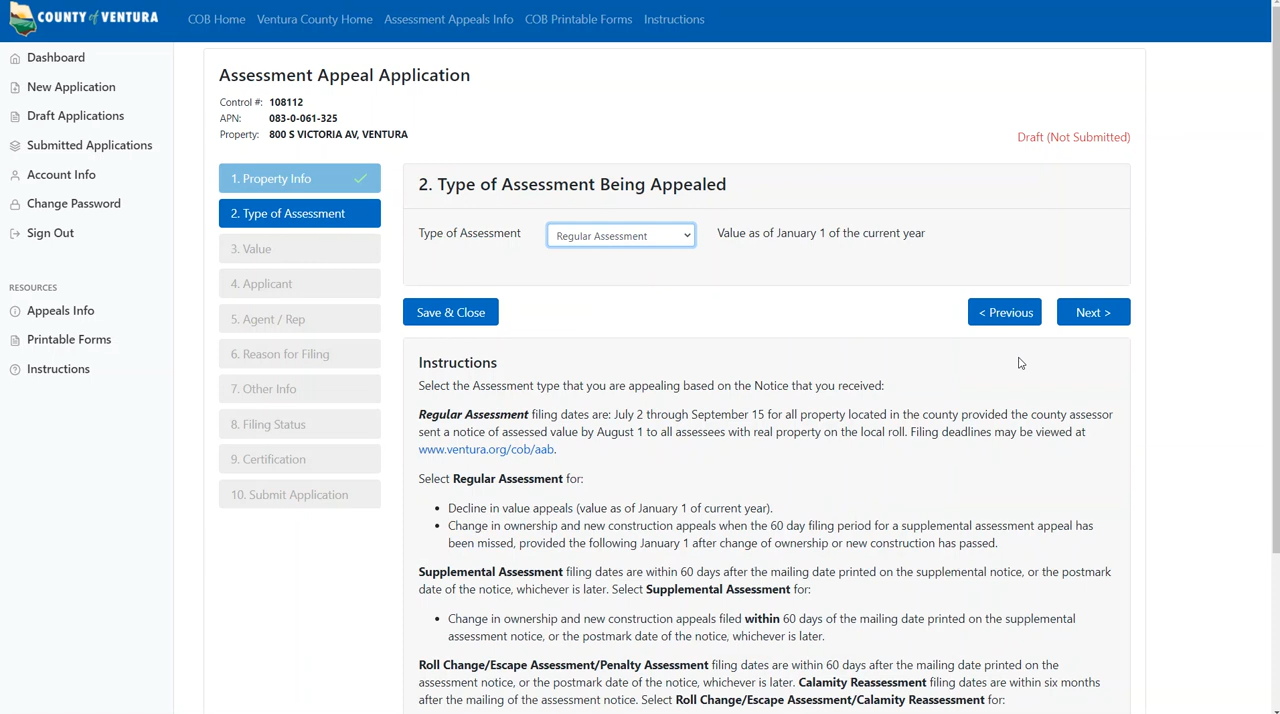 COUNTY of VENTURA
COB Home Ventura County Home Assessment Appeals Info COB Printable Forms Instructions
Dashboard
New Application
Draft Applications
Submitted Applications
Account Info
Change Password
Sign Out
RESOURCES
Appeals Info
Printable Forms
Instructions
Assessment Appeal Application
Control #: 108112
APN: 083-0-061-325
Property: 800 S VICTORIA AV, VENTURA
Draft (Not Submitted)
1. Property Info
2. Type of Assessment
3. Value
4. Applicant
5. Agent / Rep
6. Reason for Filing
7. Other Info
8. Filing Status
9. Certification
10. Submit Application
2. Type of Assessment Being Appealed
Type of Assessment Regular Assessment Value as of January 1 of the current year
Save & Close < Previous Next >
Instructions
Select the Assessment type that you are appealing based on the Notice that you received:
Regular Assessment filing dates are: July 2 through September 15 for all property located in the county provided the county assessor
sent a notice of assessed value by August 1 to all assessees with real property on the local roll. Filing deadlines may be viewed at
www.ventura.org/cob/aab.
Select Regular Assessment for:
• Decline in value appeals (value as of January 1 of current year).
• Change in ownership and new construction appeals when the 60 day filing period for a supplemental assessment appeal has
been missed, provided the following January 1 after change of ownership or new construction has passed.
Supplemental Assessment filing dates are within 60 days after the mailing date printed on the supplemental notice, or the postmark
date of the notice, whichever is later. Select Supplemental Assessment for:
• Change in ownership and new construction appeals filed within 60 days of the mailing date printed on the supplemental
assessment notice, or the postmark date of the notice, whichever is later.
Roll Change/Escape Assessment/Penalty Assessment filing dates are within 60 days after the mailing date printed on the
assessment notice, or the postmark date of the notice, whichever is later. Calamity Reassessment filing dates are within six months
after the mailing of the assessment notice. Select Roll Change/Escape Assessment/Calamity Reassessment for: